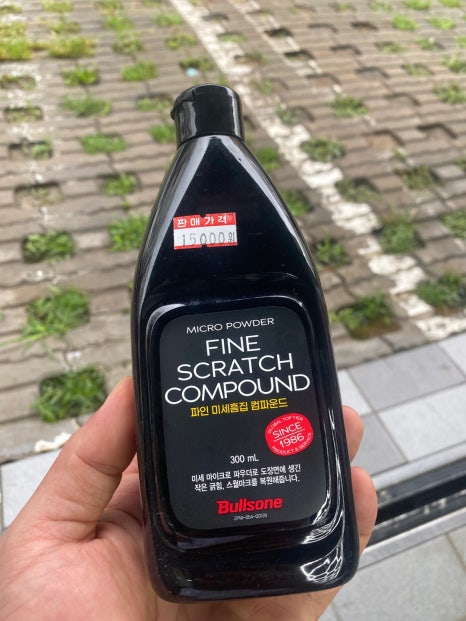 판매가격
15000원
MICRO POWDER
FINE
SCRATCH
COMPOUND
파인 미세흠집 컴파운드
GLOBAL TOP TIER
SINCE
1986
PRODUCT & SERVICE
300 mL
미세 마이크로 파우더로 도장면에 생긴
작은 긁힘, 스월마크를 복원해줍니다.
Bullsone